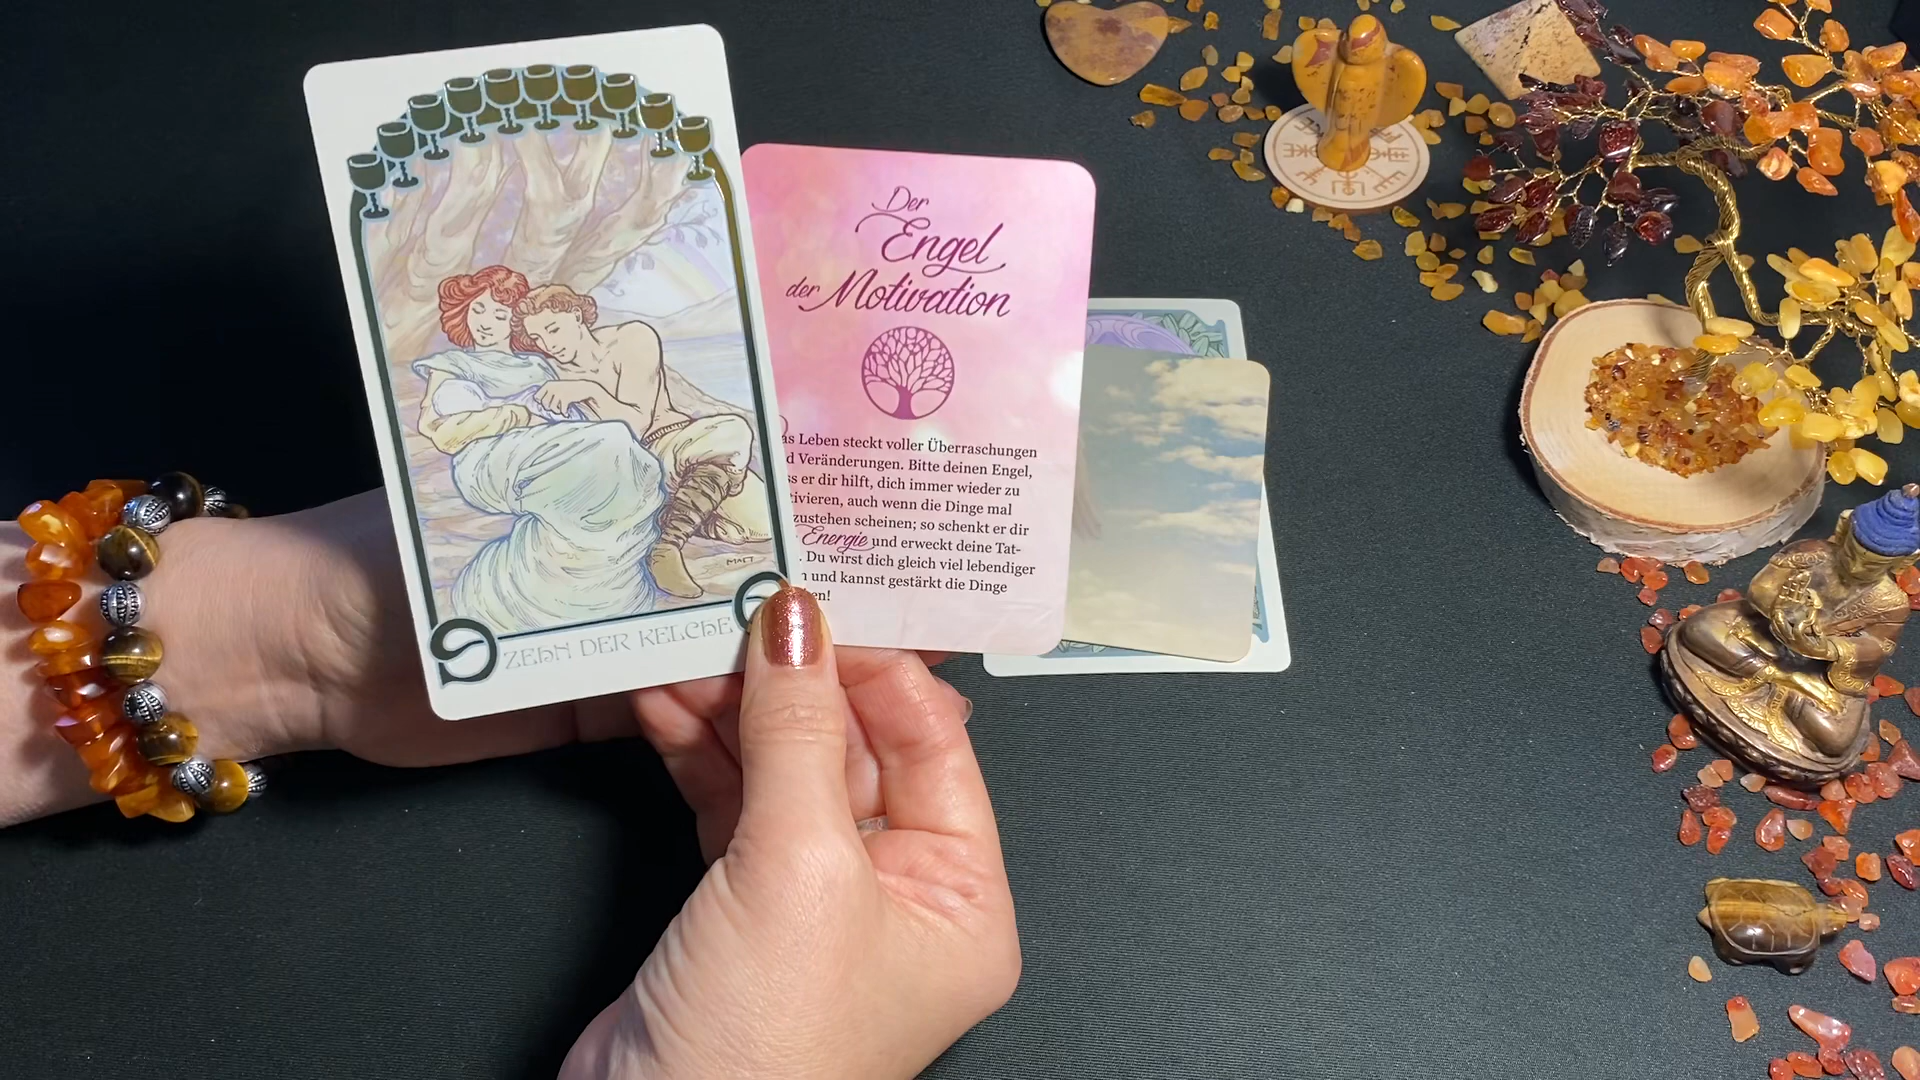 ZEHN DER KELCHE
MATT
Der
Engel
der Motivation
as Leben steckt voller Überraschungen
d Veränderungen. Bitte deinen Engel,
ss er dir hilft, dich immer wieder zu
tivieren, auch wenn die Dinge mal
zustehen scheinen; so schenkt er dir
Energie und erweckt deine Tat-
. Du wirst dich gleich viel lebendiger
n und kannst gestärkt die Dinge
en!